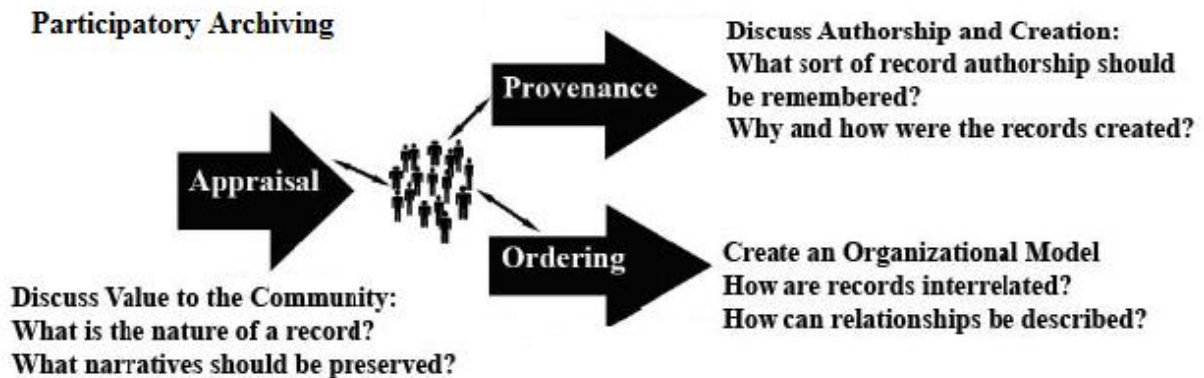 Participatory Archiving
Provenance
Discuss Authorship and Creation:
What sort of record authorship should
be remembered?
Why and how were the records created?
Appraisal
Discuss Value to the Community:
What is the nature of a record?
What narratives should be preserved?
Ordering
Create an Organizational Model
How are records interrelated?
How can relationships be described?